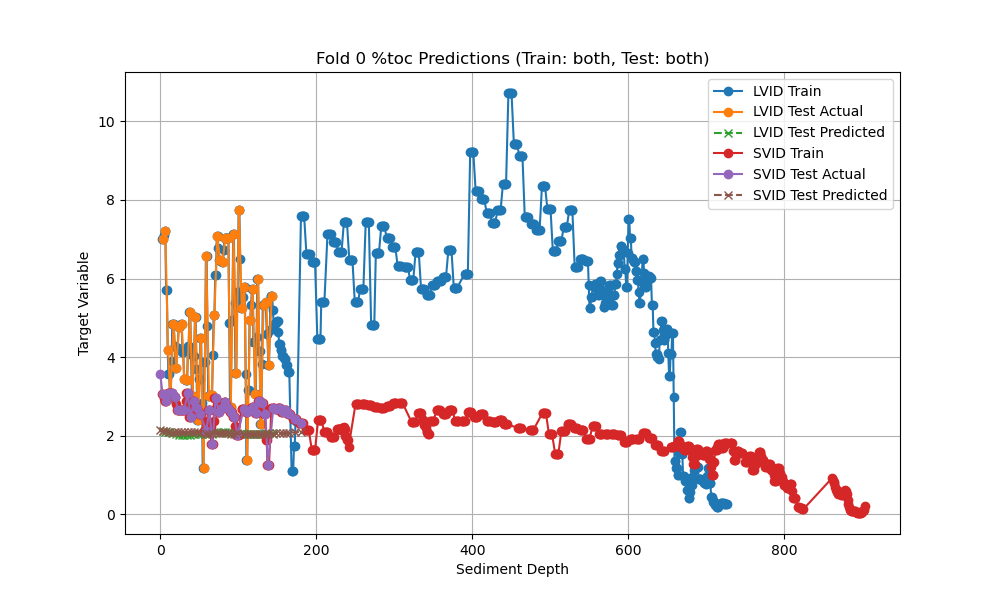 Fold 0 %toc Predictions (Train: both, Test: both)
LVID Train
LVID Test Actual
LVID Test Predicted
SVID Train
SVID Test Actual
SVID Test Predicted
Target Variable
10
8
6
4
2
0
0 200 400 600 800
Sediment Depth